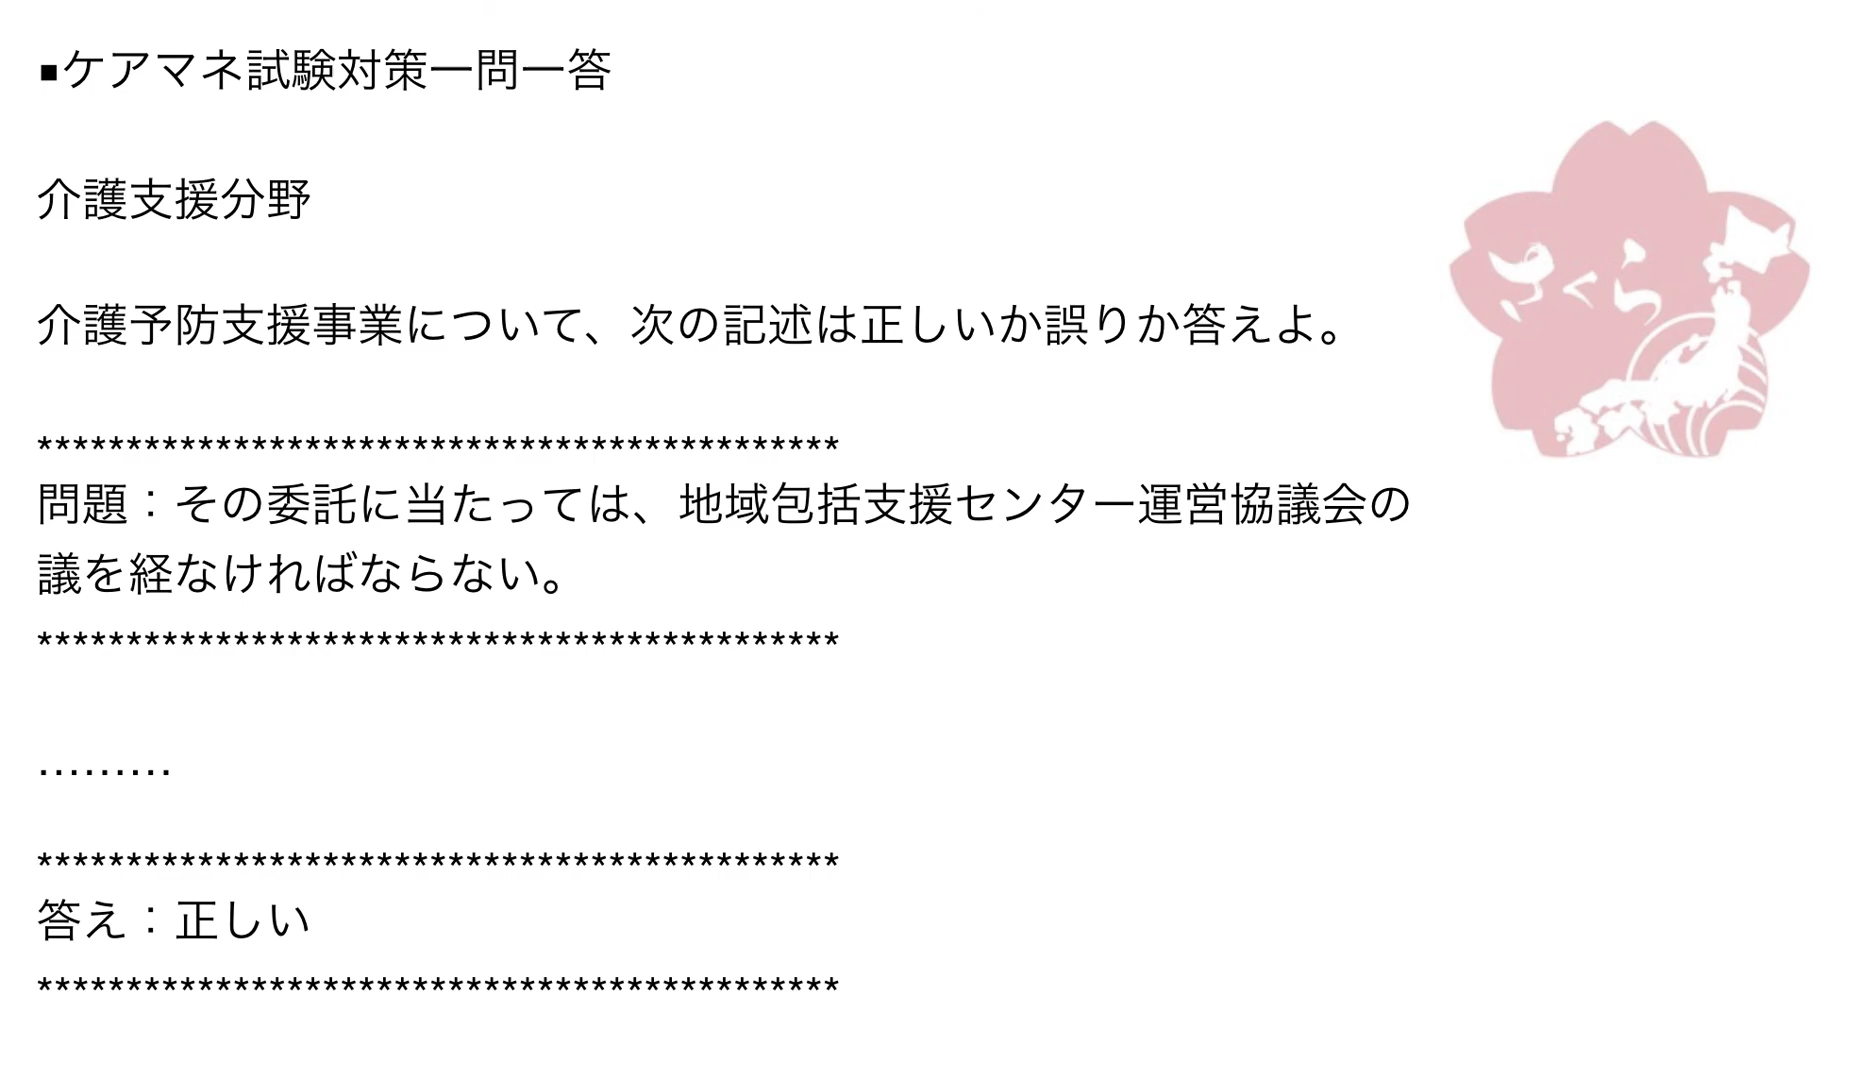 ▪ケアマネ試験対策一問一答
介護支援分野
介護予防支援事業について、次の記述は正しいか誤りか答えよ。
*********************************************
問題：その委託に当たっては、地域包括支援センター運営協議会の
議を経なければならない。
*********************************************
………
*********************************************
答え：正しい
*********************************************
さくら